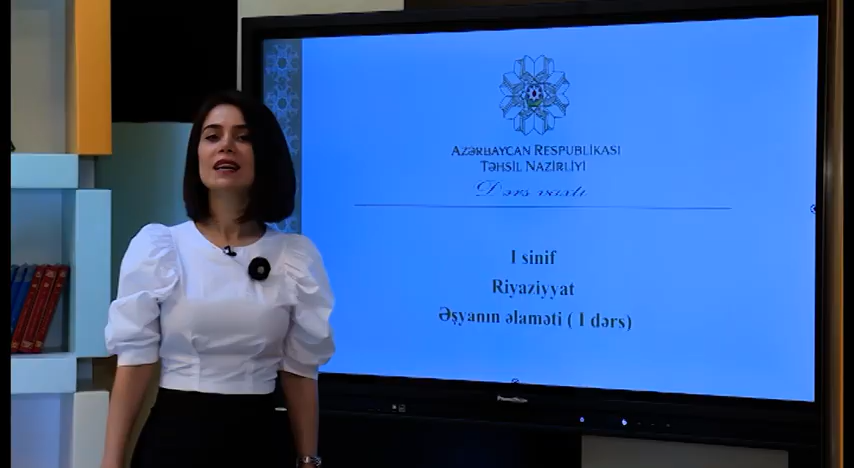 AZƏRBAYCAN RESPUBLİKASI
TƏHSİL NAZİRLİYİ
Dərs vaxtı
I sinif
Riyaziyyat
Əşyanın əlaməti ( I dərs)